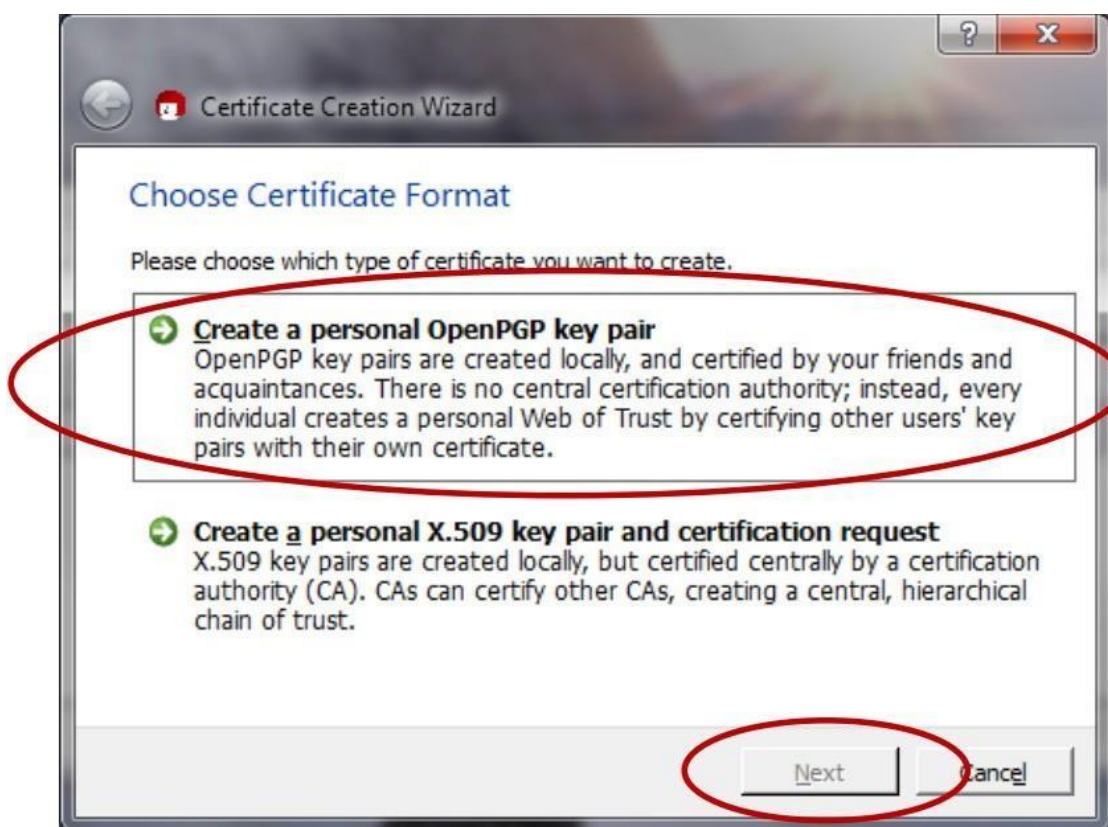 ?
X
Certificate Creation Wizard
Choose Certificate Format
Please choose which type of certificate you want to create.
Create a personal OpenPGP key pair
OpenPGP key pairs are created locally, and certified by your friends and
acquaintances. There is no central certification authority; instead, every
individual creates a personal Web of Trust by certifying other users' key
pairs with their own certificate.
Create a personal X.509 key pair and certification request
X.509 key pairs are created locally, but certified centrally by a certification
authority (CA). CAs can certify other CAs, creating a central, hierarchical
chain of trust.
Next Cancel